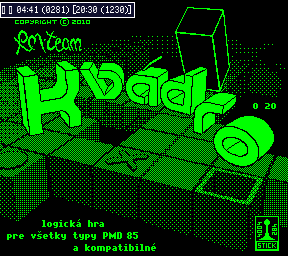 04:41 (0281) [20:30 (1230)]
COPYRIGHT © 2010
RM-TEAM
Kvadro
0 20
logická hra
pre všetky typy PMD 85
a kompatibilné
STICK